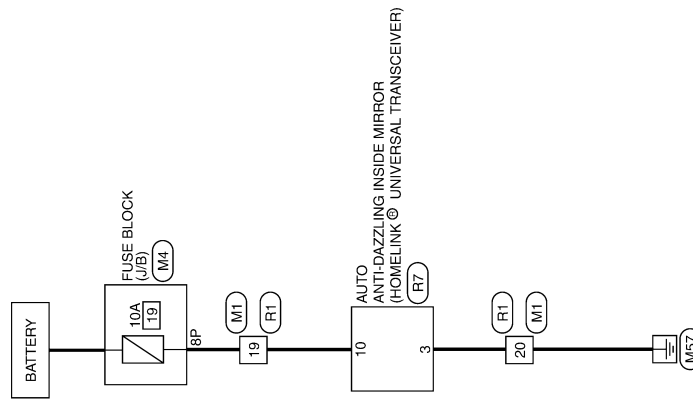 BATTERY
FUSE BLOCK
(J/B)
M4
10A
19
8P
M1
19
R1
AUTO
ANTI-DAZZLING INSIDE MIRROR
(HOMELINK ® UNIVERSAL TRANSCEIVER)
R7
10
3
R1
20
M1
M57